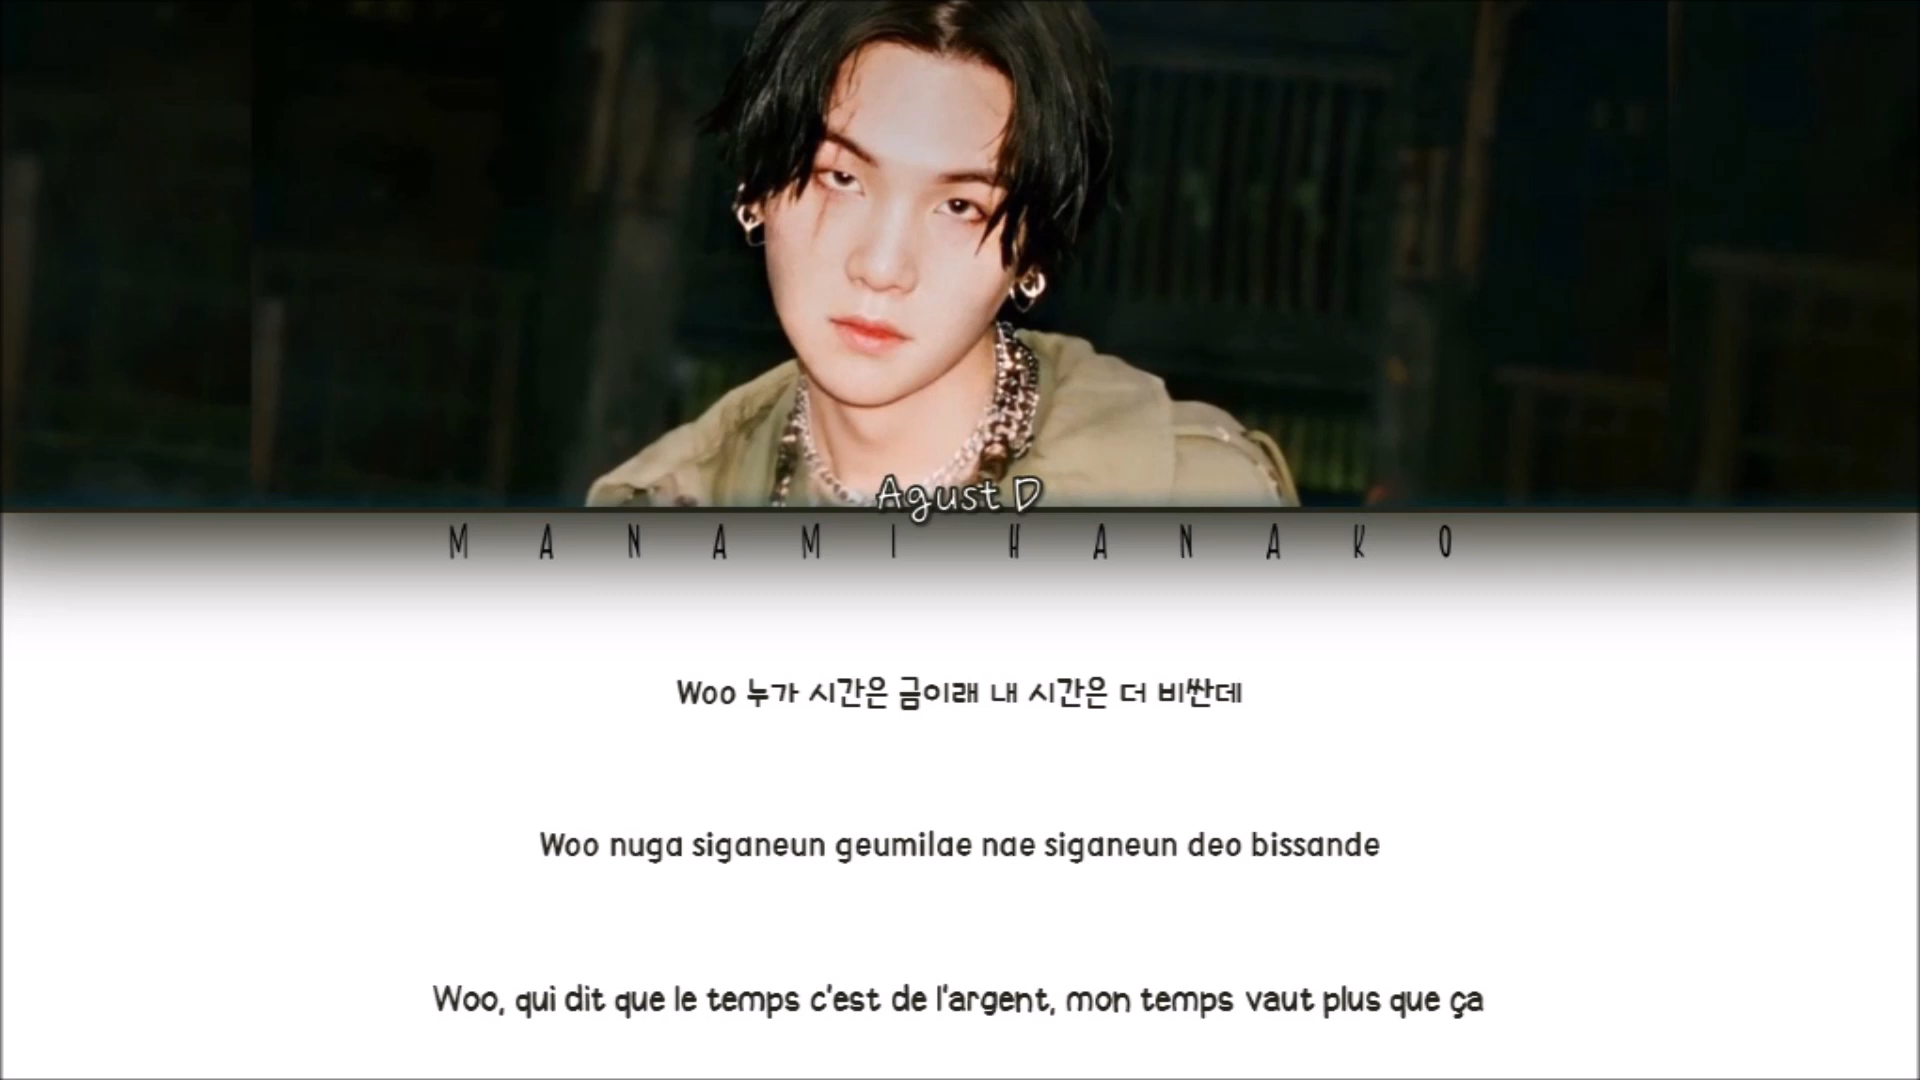 Agust D
MANAMI HANAKO
Woo 누가 시간은 금이래 내 시간은 더 비싼데
Woo nuga siganeun geumilae nae siganeun deo bissande
Woo, qui dit que le temps c'est de l'argent, mon temps vaut plus que ça